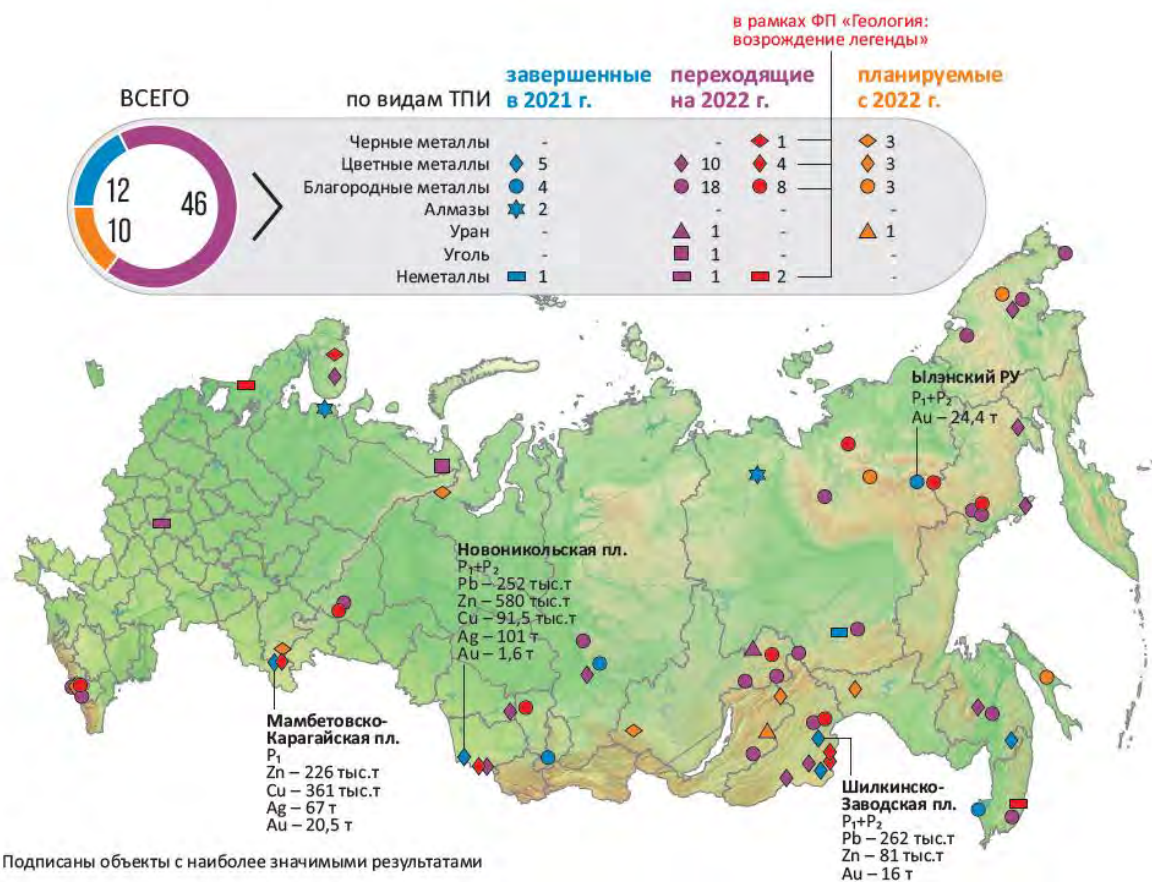 в рамках ФП «Геология:
возрождение легенды»
ВСЕГО
по видам ТПИ
завершенные
в 2021 г.
переходящие
на 2022 г.
планируемые
с 2022 г.
12
46
10
Черные металлы - - 1 3
Цветные металлы 5 10 4 3
Благородные металлы 4 18 8 3
Алмазы 2 - - -
Уран - 1 1
Уголь - 1 - -
Неметаллы 1 1 2 -
Ылэнский РУ
P₁+P₂
Au – 24,4 т
Новоникольская пл.
P₁+P₂
Pb – 252 тыс.т
Zn – 580 тыс.т
Cu – 91,5 тыс.т
Ag – 101 т
Au – 1,6 т
Мамбетовско-
Карагайская пл.
P₁
Zn – 226 тыс.т
Cu – 361 тыс.т
Ag – 67 т
Au – 20,5 т
Шилкинско-
Заводская пл.
P₁+P₂
Pb – 262 тыс.т
Zn – 81 тыс.т
Au – 16 т
Подписаны объекты с наиболее значимыми результатами